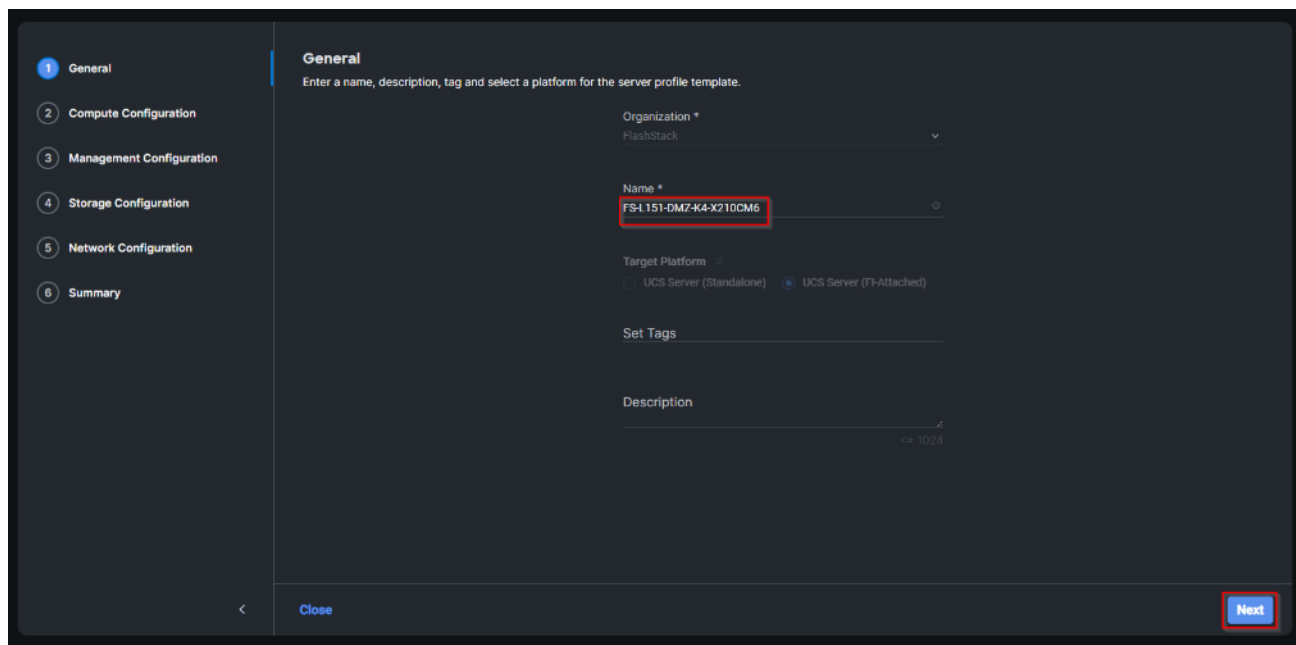 1 General
2 Compute Configuration
3 Management Configuration
4 Storage Configuration
5 Network Configuration
6 Summary
General
Enter a name, description, tag and select a platform for the server profile template.
Organization *
FlashStack
Name *
FS-L151-DMZ-K4-X210CM6
Target Platform
UCS Server (Standalone) UCS Server (FI-Attached)
Set Tags
Description
<= 1024
Close
Next